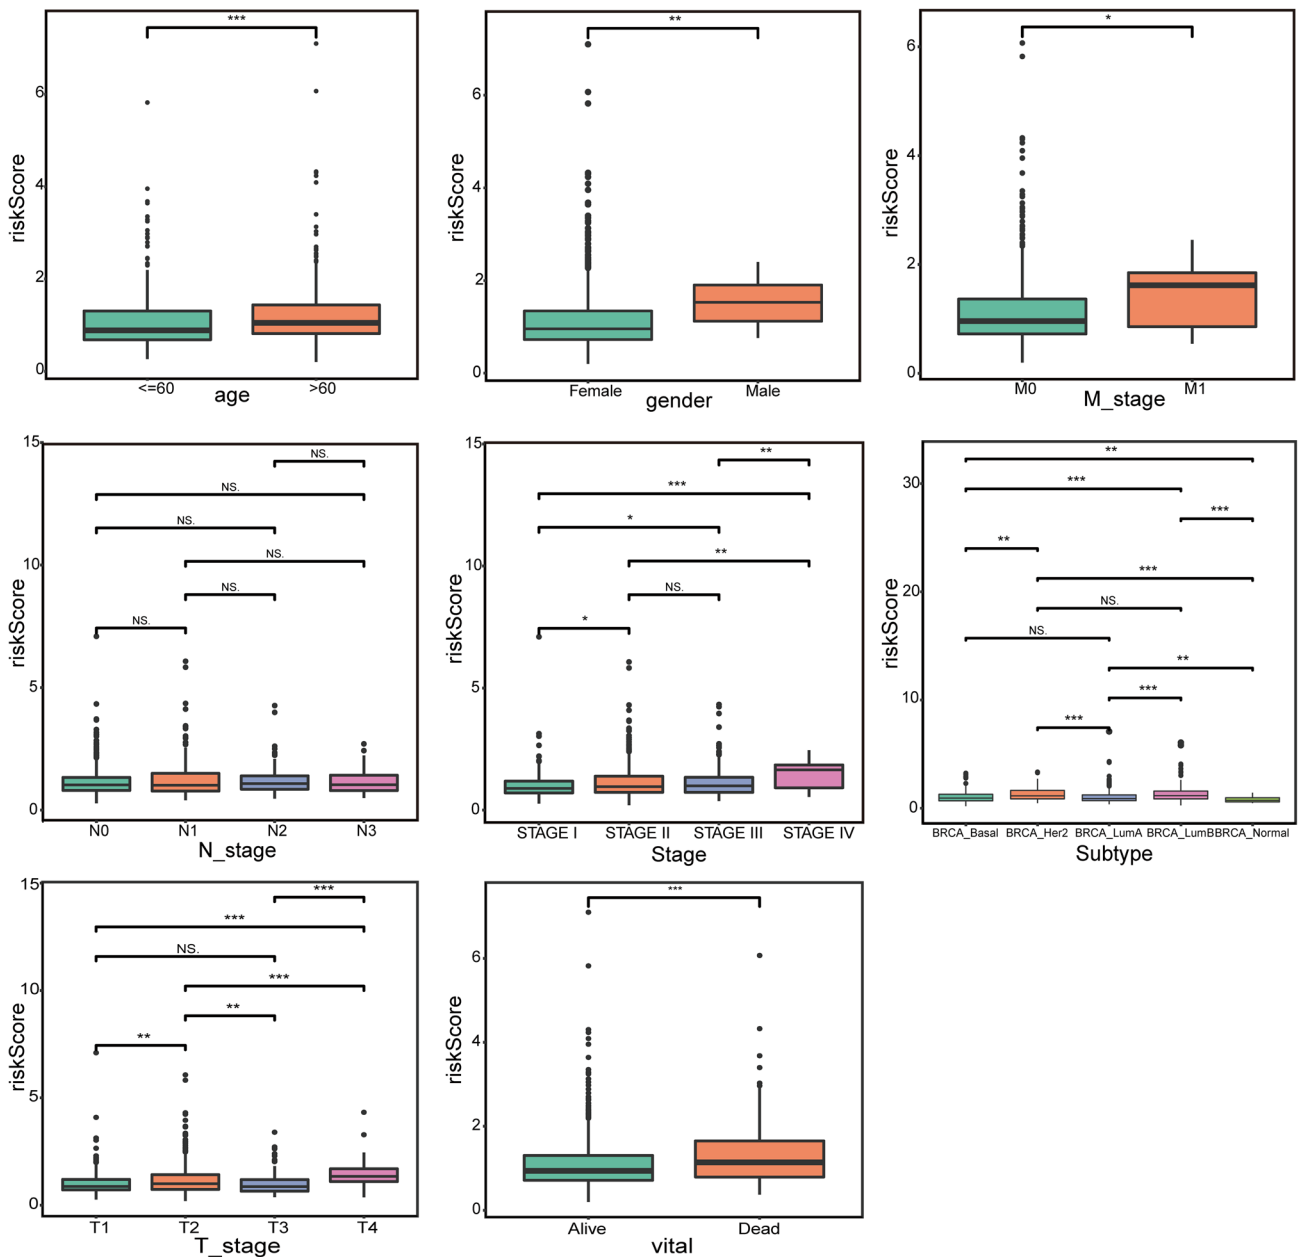 ***
6
4
2
0
riskScore
<=60
>60
age
**
6
4
2
0
riskScore
Female
Male
gender
*
6
4
2
0
riskScore
M0
M1
M_stage
15
10
5
0
riskScore
NS.
NS.
NS.
NS.
NS.
NS.
N0
N1
N2
N3
N_stage
15
10
5
0
riskScore
**
***
*
**
NS.
*
STAGE I
STAGE II
STAGE III
STAGE IV
Stage
30
20
10
0
riskScore
**
***
***
**
***
NS.
NS.
**
***
***
BRCA_Basal
BRCA_Her2
BRCA_LumA
BRCA_LumB
BRCA_Normal
Subtype
15
10
5
0
riskScore
***
***
NS.
***
**
**
T1
T2
T3
T4
T_stage
***
6
4
2
0
riskScore
Alive
Dead
vital